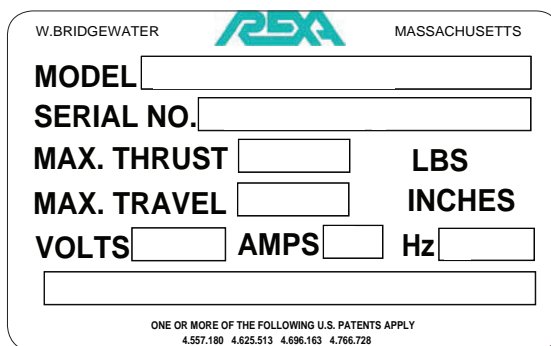 W.BRIDGEWATER REXA MASSACHUSETTS
MODEL
SERIAL NO.
MAX. THRUST LBS
MAX. TRAVEL INCHES
VOLTS AMPS Hz
ONE OR MORE OF THE FOLLOWING U.S. PATENTS APPLY
4.557.180 4.625.513 4.696.163 4.766.728